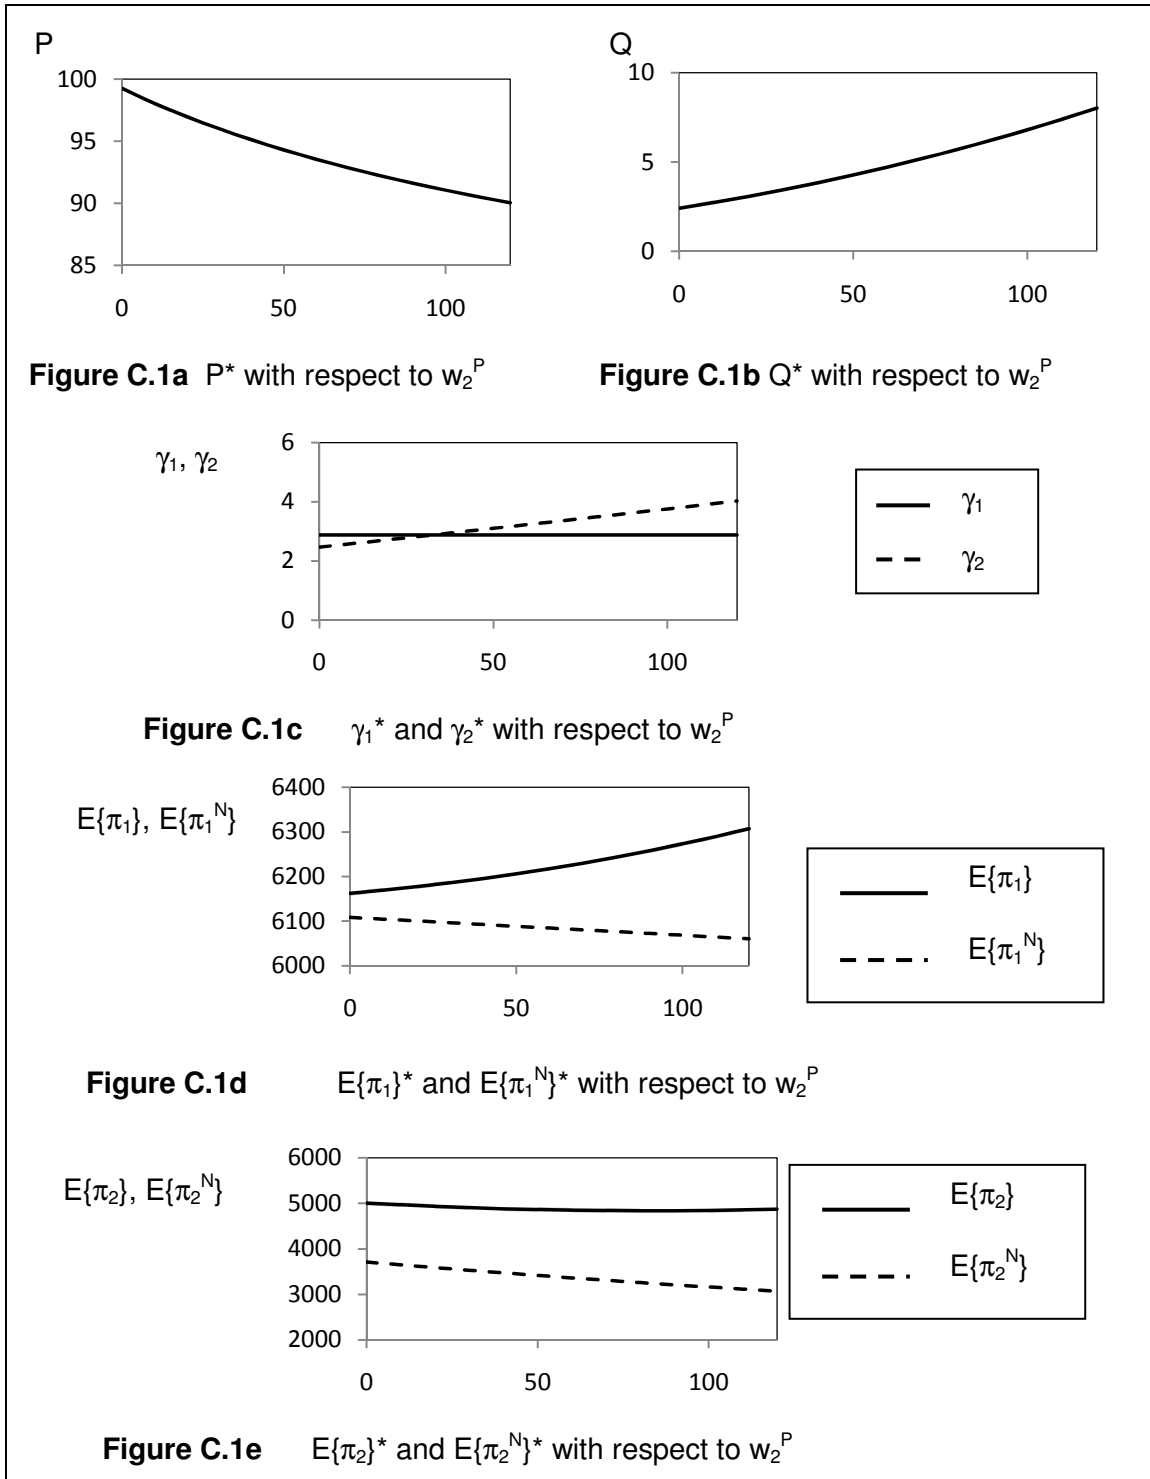 P
Q
100
95
90
85
0 50 100
10
5
0
0 50 100
Figure C.1a P* with respect to w₂ᴾ
Figure C.1b Q* with respect to w₂ᴾ
γ₁, γ₂
6
4
2
0
0 50 100
γ₁
γ₂
Figure C.1c γ₁* and γ₂* with respect to w₂ᴾ
E{π₁}, E{π₁ᴺ}
6400
6300
6200
6100
6000
0 50 100
E{π₁}
E{π₁ᴺ}
Figure C.1d E{π₁}* and E{π₁ᴺ}* with respect to w₂ᴾ
E{π₂}, E{π₂ᴺ}
6000
5000
4000
3000
2000
0 50 100
E{π₂}
E{π₂ᴺ}
Figure C.1e E{π₂}* and E{π₂ᴺ}* with respect to w₂ᴾ